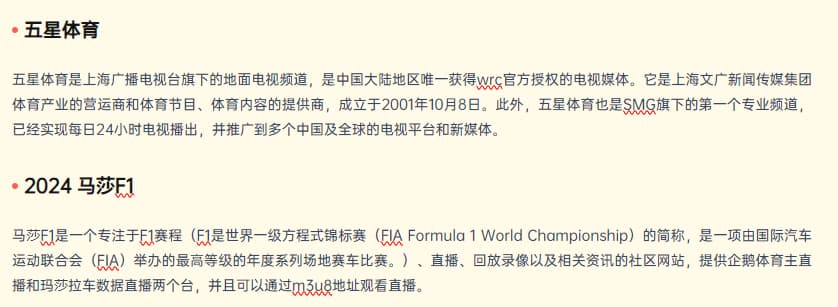 五星体育
五星体育是上海广播电视台旗下的地面电视频道，是中国大陆地区唯一获得wrc官方授权的电视媒体。它是上海文广新闻传媒集团
体育产业的营运商和体育节目、体育内容的提供商，成立于2001年10月8日。此外，五星体育也是SMG旗下的第一个专业频道，
已经实现每日24小时电视播出，并推广到多个中国及全球的电视平台和新媒体。
2024 马莎F1
马莎F1是一个专注于F1赛程（F1是世界一级方程式锦标赛（FIA Formula 1 World Championship）的简称，是一项由国际汽车
运动联合会（FIA）举办的最高等级的年度系列场地赛车比赛。）、直播、回放录像以及相关资讯的社区网站，提供企鹅体育主直
播和玛莎拉车数据直播两个台，并且可以通过m3u8地址观看直播。